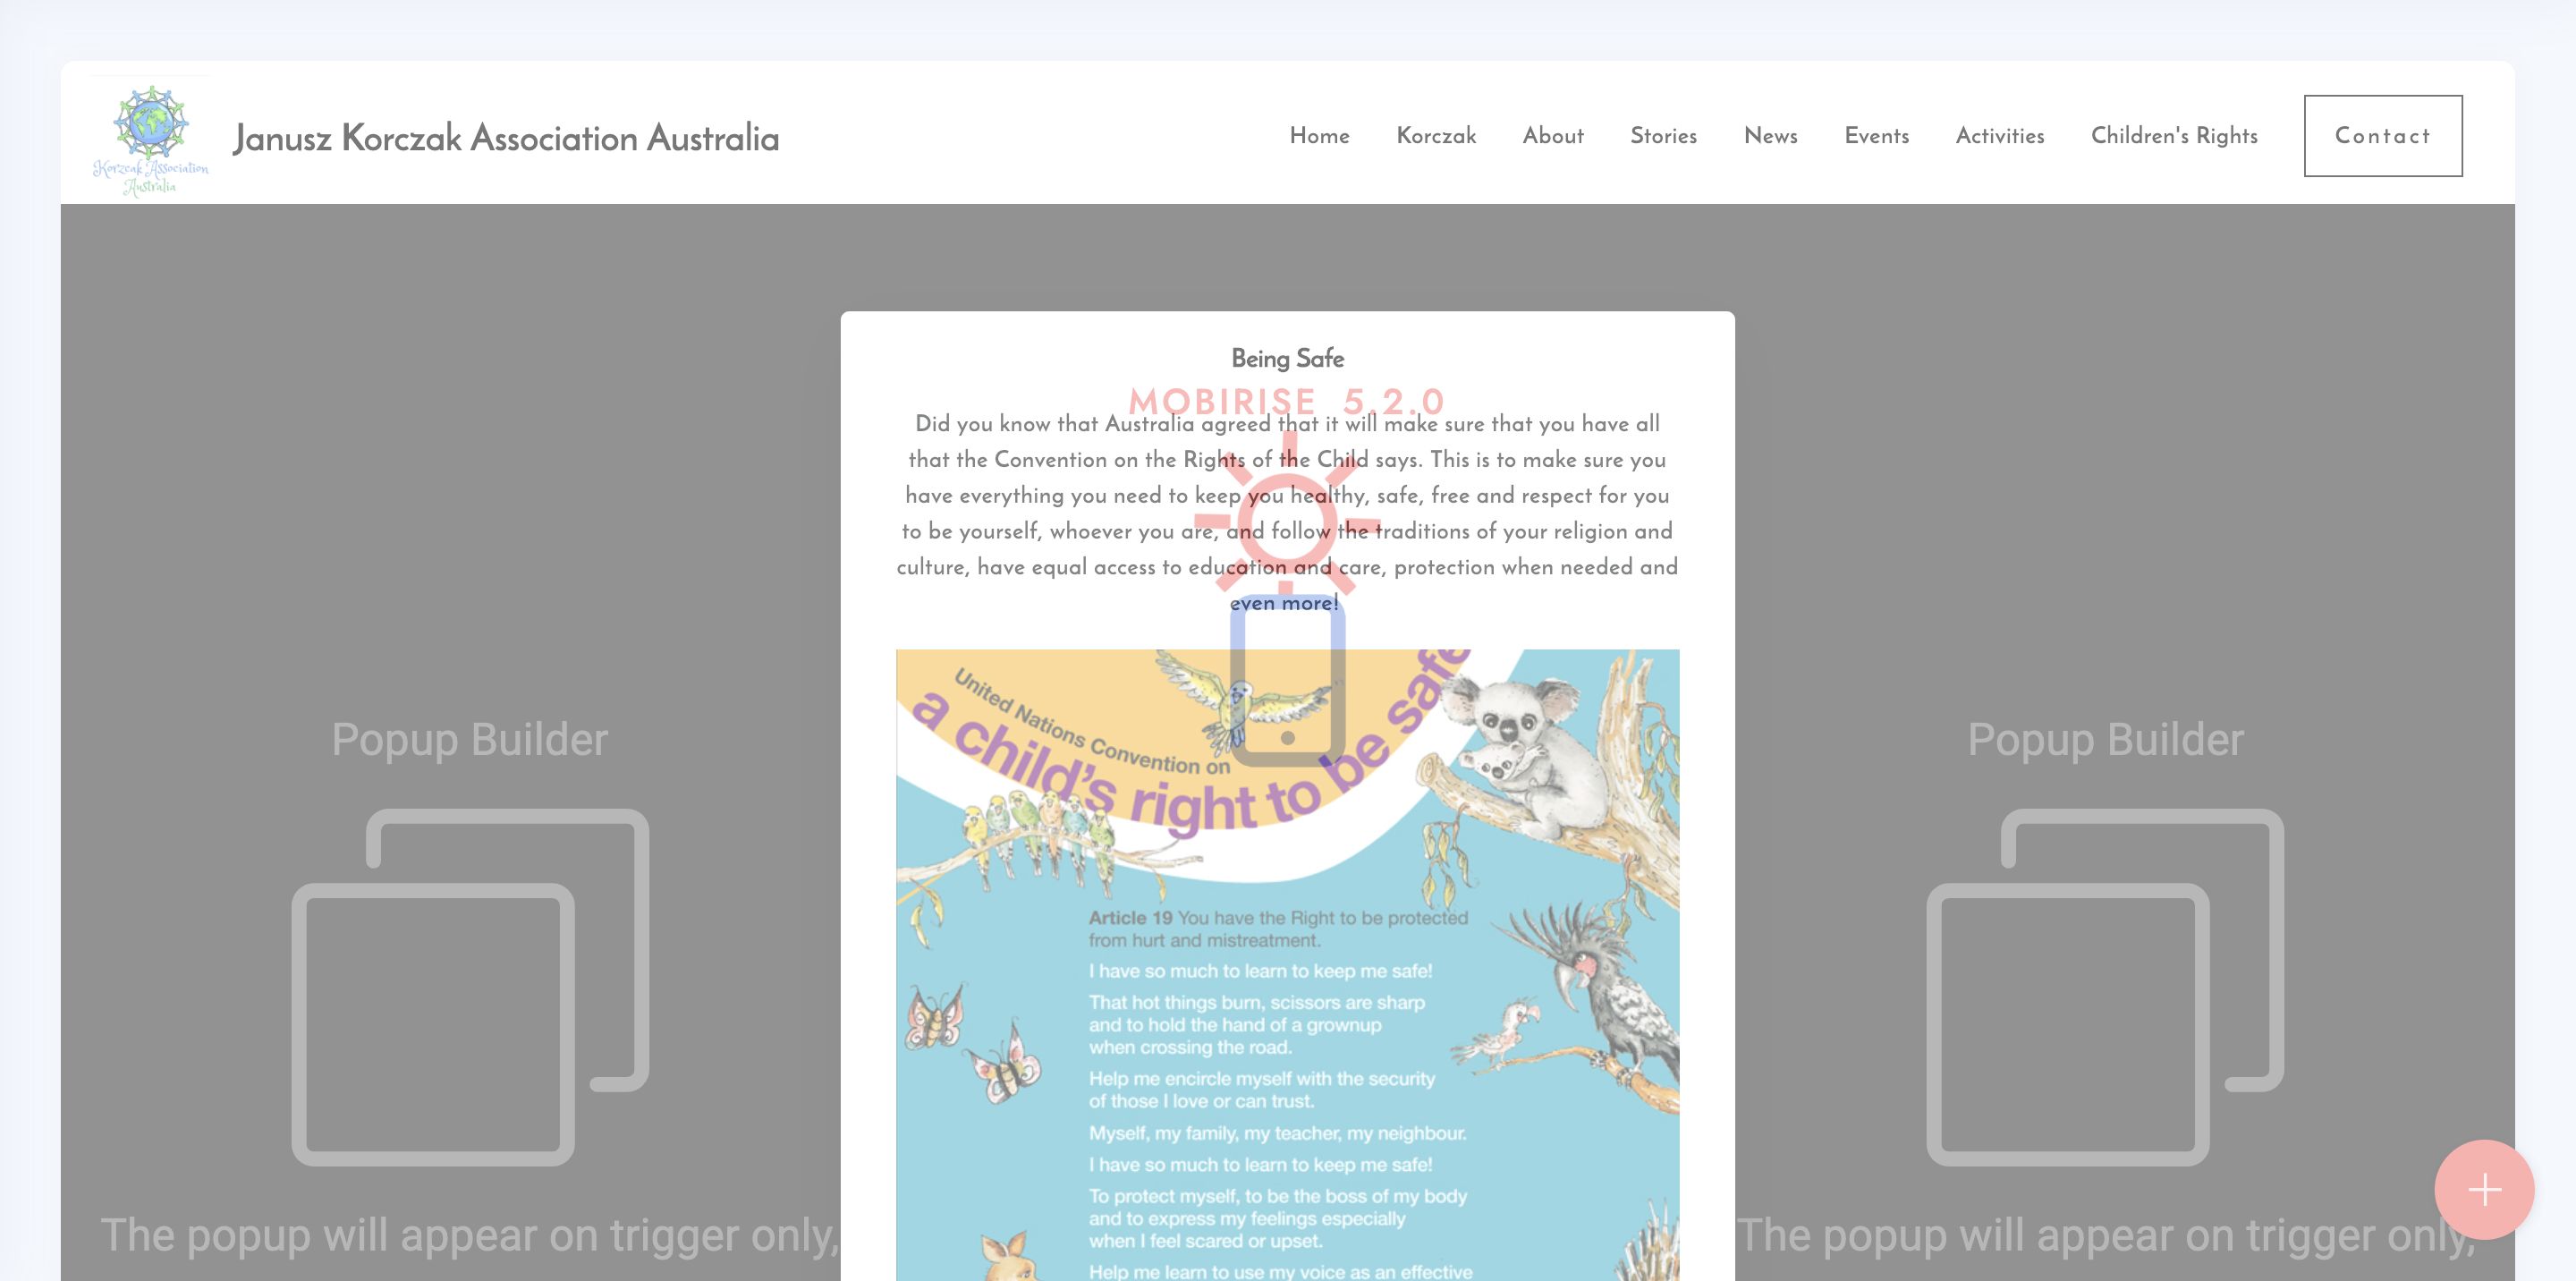 Korczak Association
Australia
Janusz Korczak Association Australia
Home Korczak About Stories News Events Activities Children's Rights Contact
Being Safe
MOBIRISE 5.2.0
Did you know that Australia agreed that it will make sure that you have all
that the Convention on the Rights of the Child says. This is to make sure you
have everything you need to keep you healthy, safe, free and respect for you
to be yourself, whoever you are, and follow the traditions of your religion and
culture, have equal access to education and care, protection when needed and
even more!
United Nations Convention on
a child's right to be safe
Popup Builder
Popup Builder
Article 19 You have the Right to be protected
from hurt and mistreatment.
I have so much to learn to keep me safe!
That hot things burn, scissors are sharp
and to hold the hand of a grownup
when crossing the road.
Help me encircle myself with the security
of those I love or can trust.
Myself, my family, my teacher, my neighbour.
I have so much to learn to keep me safe!
To protect myself, to be the boss of my body
and to express my feelings especially
when I feel scared or upset.
Help me learn to use my voice as an effective
The popup will appear on trigger only,
The popup will appear on trigger only,